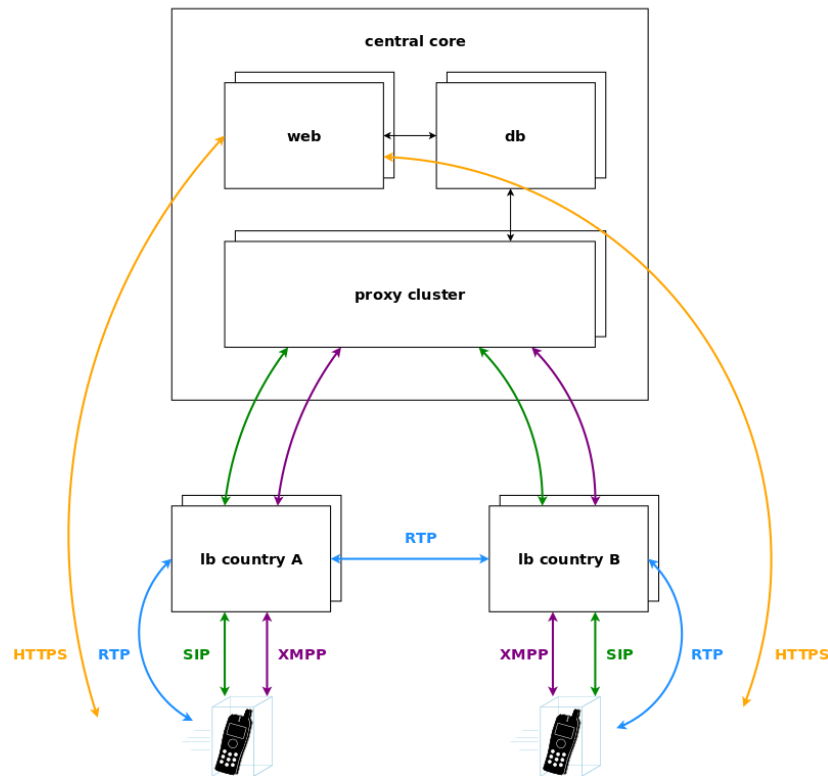 central core
web
db
proxy cluster
RTP
lb country A
lb country B
HTTPS
RTP
SIP
XMPP
XMPP
SIP
RTP
HTTPS